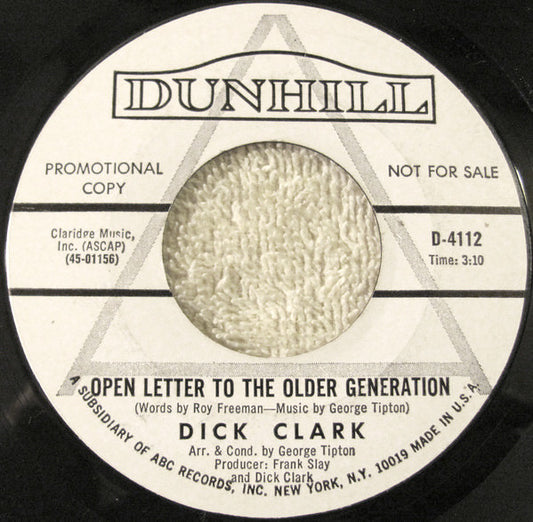 DUNHILL
PROMOTIONAL
COPY
NOT FOR SALE
Claridge Music,
Inc. (ASCAP)
(45-01156)
D-4112
Time: 3:10
OPEN LETTER TO THE OLDER GENERATION
(Words by Roy Freeman—Music by George Tipton)
DICK CLARK
Arr. & Cond. by George Tipton
Producer: Frank Slay
and Dick Clark
A SUBSIDIARY OF ABC RECORDS, INC. NEW YORK, N.Y. 10019 MADE IN U.S.A.